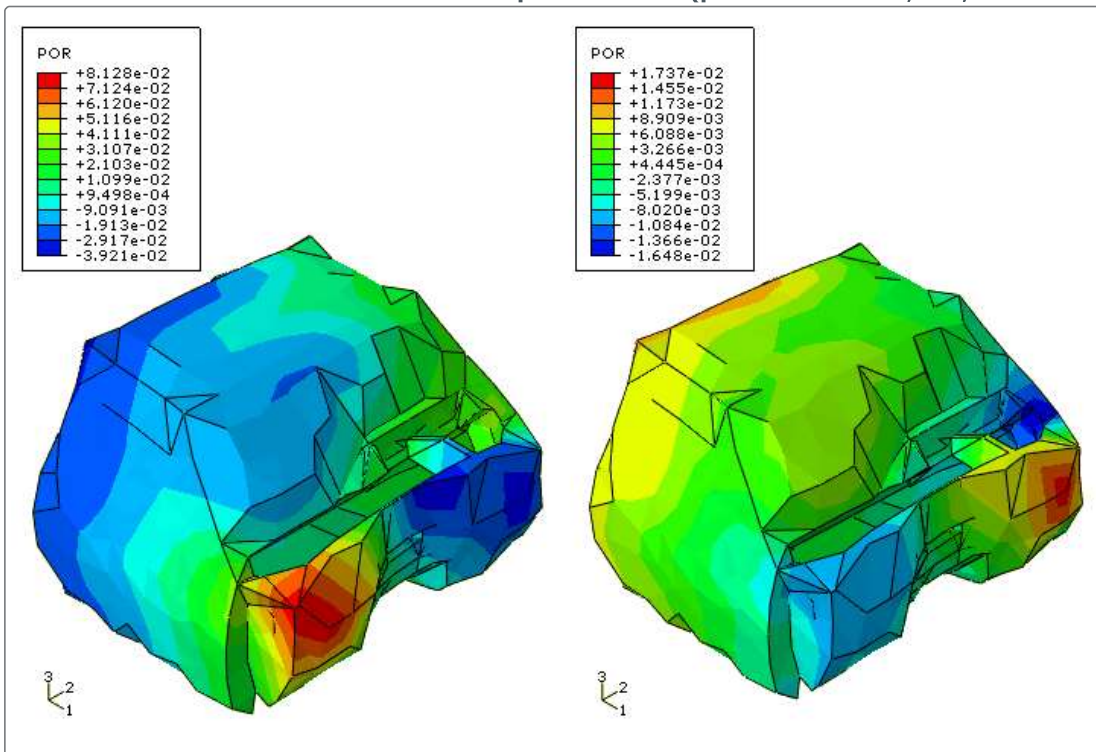 POR
+8.128e-02
+7.124e-02
+6.120e-02
+5.116e-02
+4.111e-02
+3.107e-02
+2.103e-02
+1.099e-02
+9.498e-04
-9.091e-03
-1.913e-02
-2.917e-02
-3.921e-02
POR
+1.737e-02
+1.455e-02
+1.173e-02
+8.909e-03
+6.088e-03
+3.266e-03
+4.445e-04
-2.377e-03
-5.199e-03
-8.020e-03
-1.084e-02
-1.366e-02
-1.648e-02
3
2
1
3
2
1